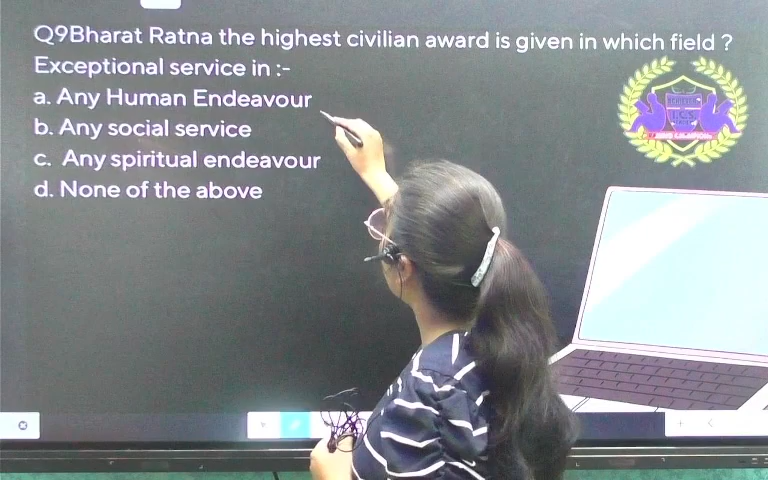 Q9Bharat Ratna the highest civilian award is given in which field ?
Exceptional service in :-
a. Any Human Endeavour
b. Any social service
c. Any spiritual endeavour
d. None of the above